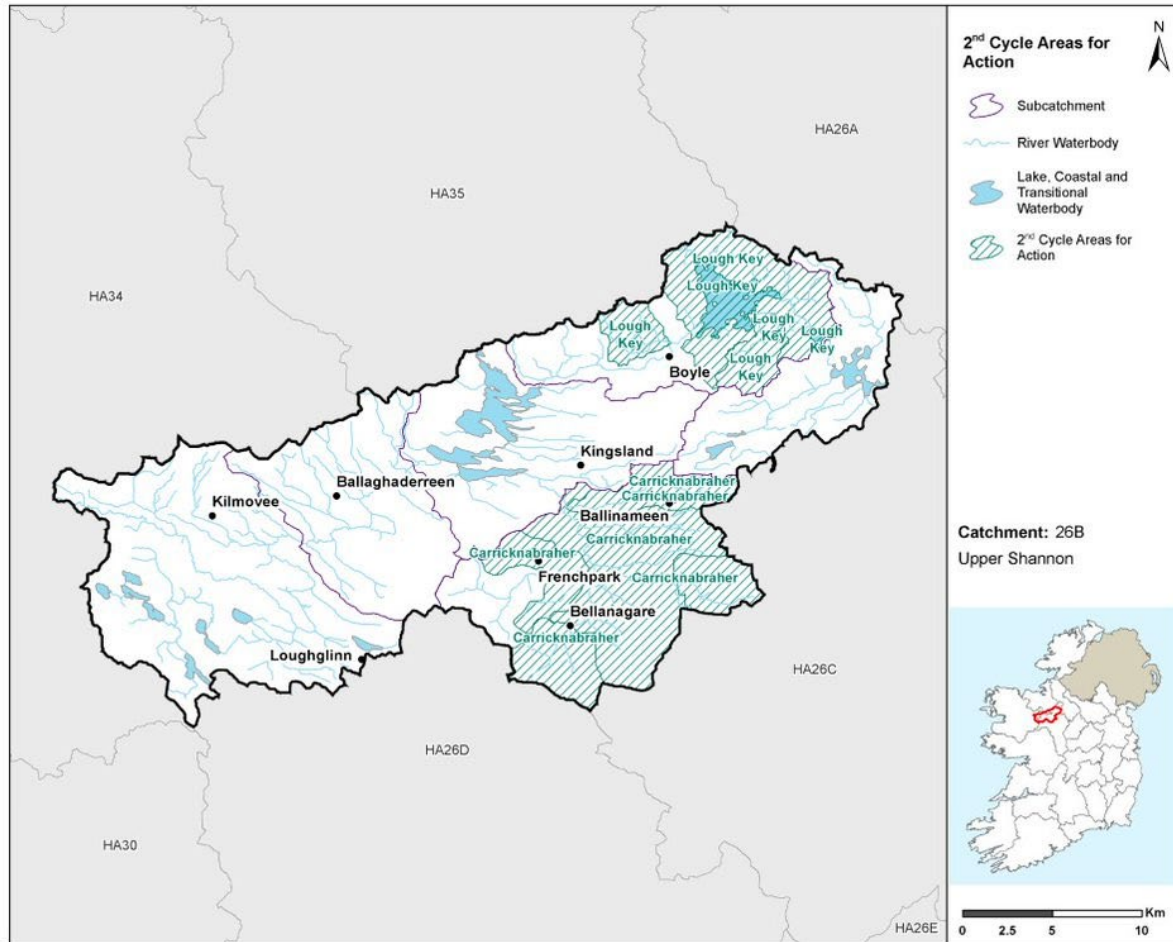 2nd Cycle Areas for
Action
N
Subcatchment
River Waterbody
Lake, Coastal and
Transitional
Waterbody
2nd Cycle Areas for
Action
Catchment: 26B
Upper Shannon
0 2.5 5 10 Km
HA26A
HA35
HA34
Lough Key
Lough Key
Lough
Key
Lough
Key
Lough
Key
Lough
Key
Boyle
Kingsland
Ballaghaderreen
Kilmovee
Carricknabraher
Carricknabraher
Ballinameen
Carricknabraher
Carricknabraher
Frenchpark
Carricknabraher
Bellanagare
Carricknabraher
Loughglinn
HA26C
HA26D
HA30
HA26E